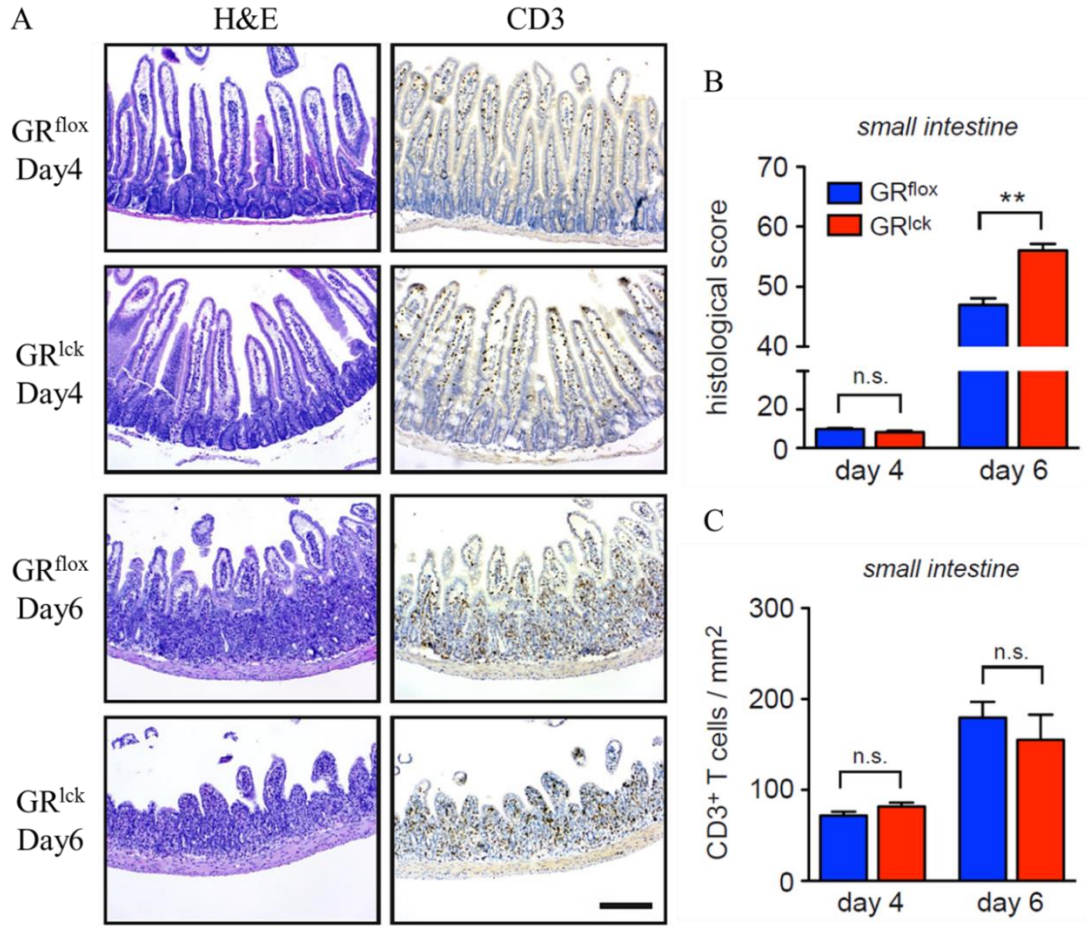 A
H&E
CD3
GRflox
Day4
GRlck
Day4
GRflox
Day6
GRlck
Day6
B
small intestine
histological score
70
60
50
40
20
0
GRflox
GRlck
n.s.
**
day 4
day 6
C
small intestine
CD3+ T cells / mm2
300
200
100
0
n.s.
n.s.
day 4
day 6